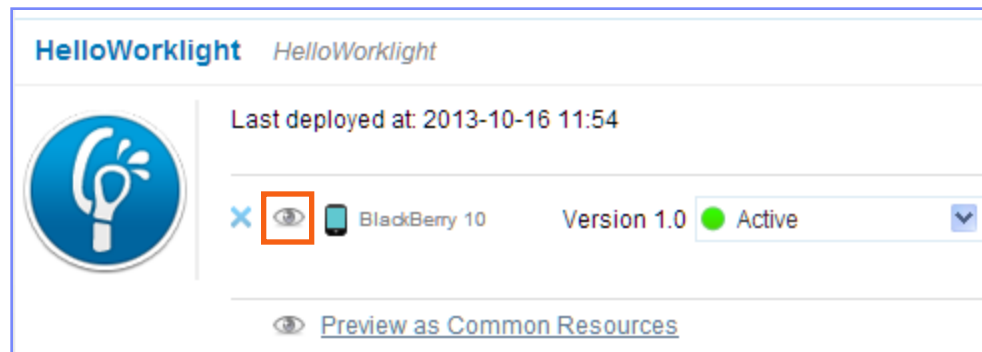 HelloWorklight HelloWorklight
Last deployed at: 2013-10-16 11:54
BlackBerry 10 Version 1.0 Active
Preview as Common Resources